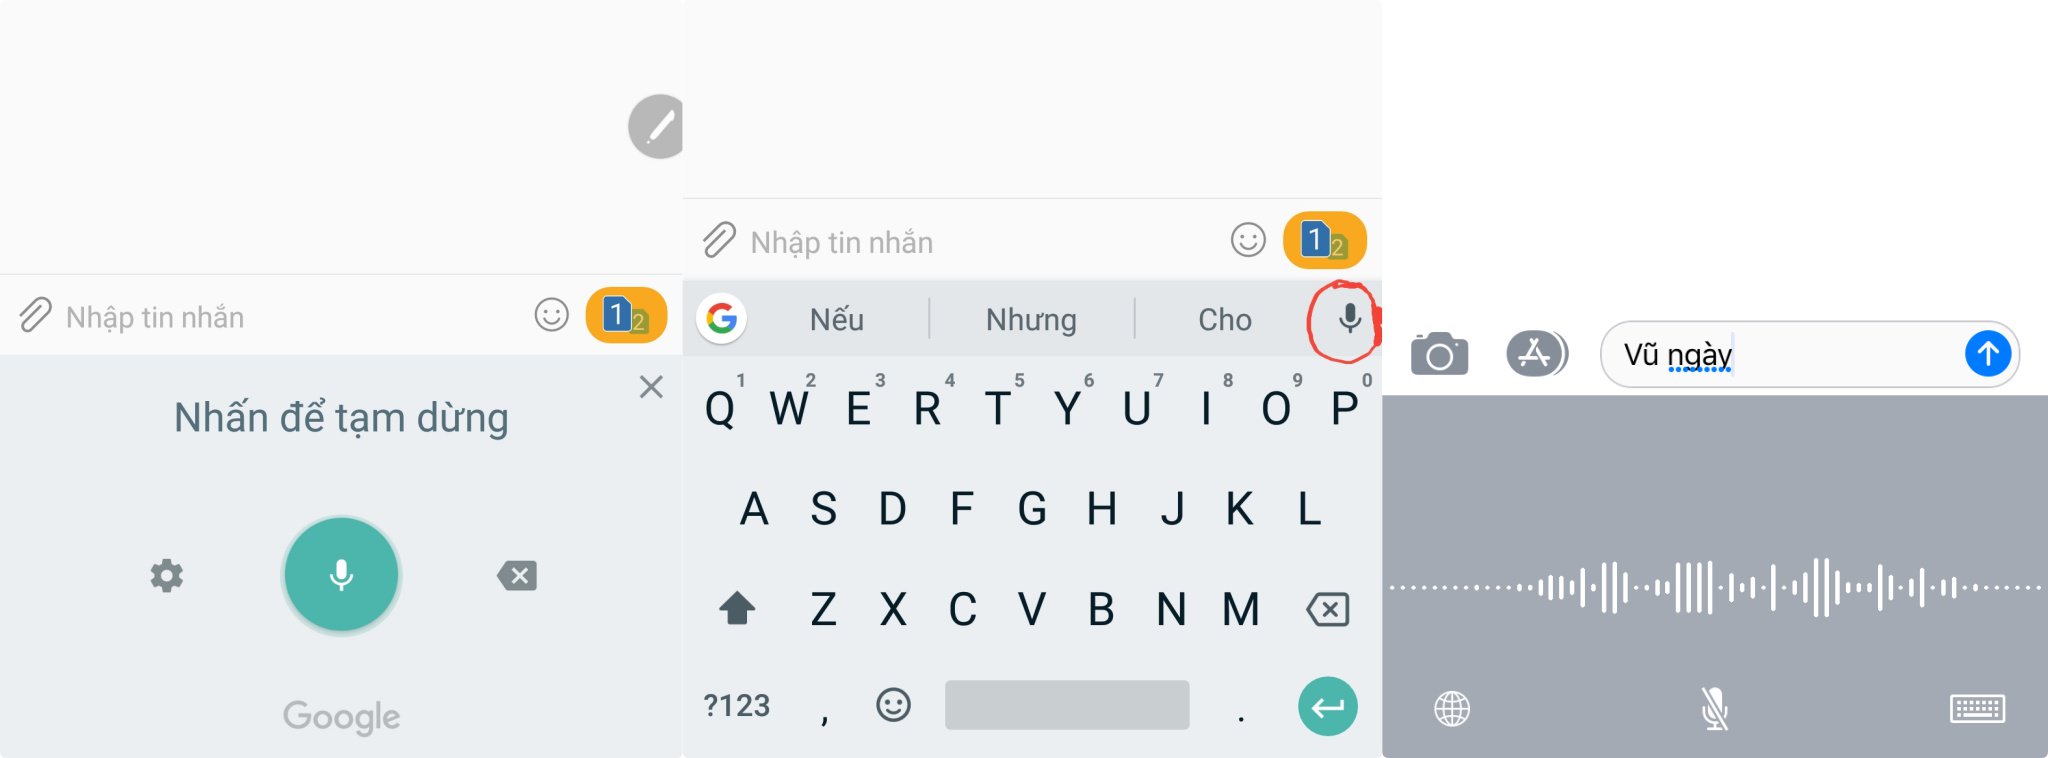 Nhập tin nhắn
1
2
Nhấn để tạm dừng
Google
Nhập tin nhắn
1
2
G Nếu Nhưng Cho
1 2 3 4 5 6 7 8 9 0
Q W E R T Y U I O P
A S D F G H J K L
Z X C V B N M
?123 , .
Vũ ngày